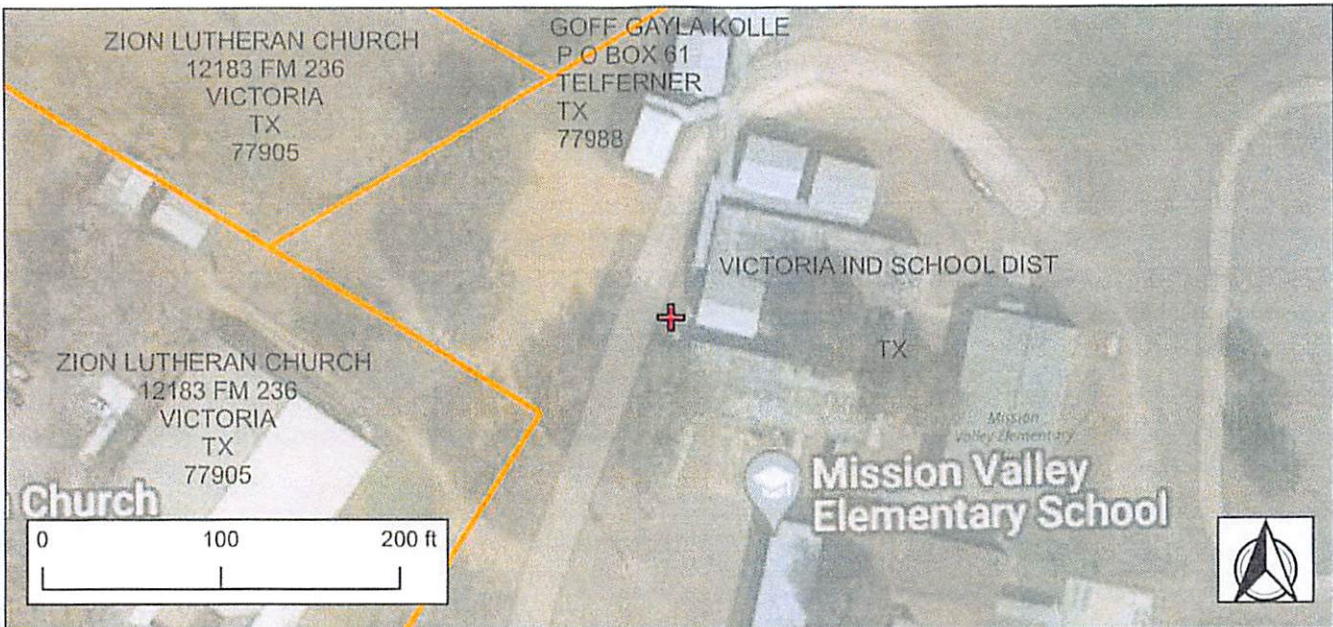 ZION LUTHERAN CHURCH
12183 FM 236
VICTORIA
TX
77905
GOFF GAYLA KOLLE
P O BOX 61
TELFERNER
TX
77988
VICTORIA IND SCHOOL DIST
TX
ZION LUTHERAN CHURCH
12183 FM 236
VICTORIA
TX
77905
Church
Mission
Valley Elementary
Mission Valley
Elementary School
0 100 200 ft